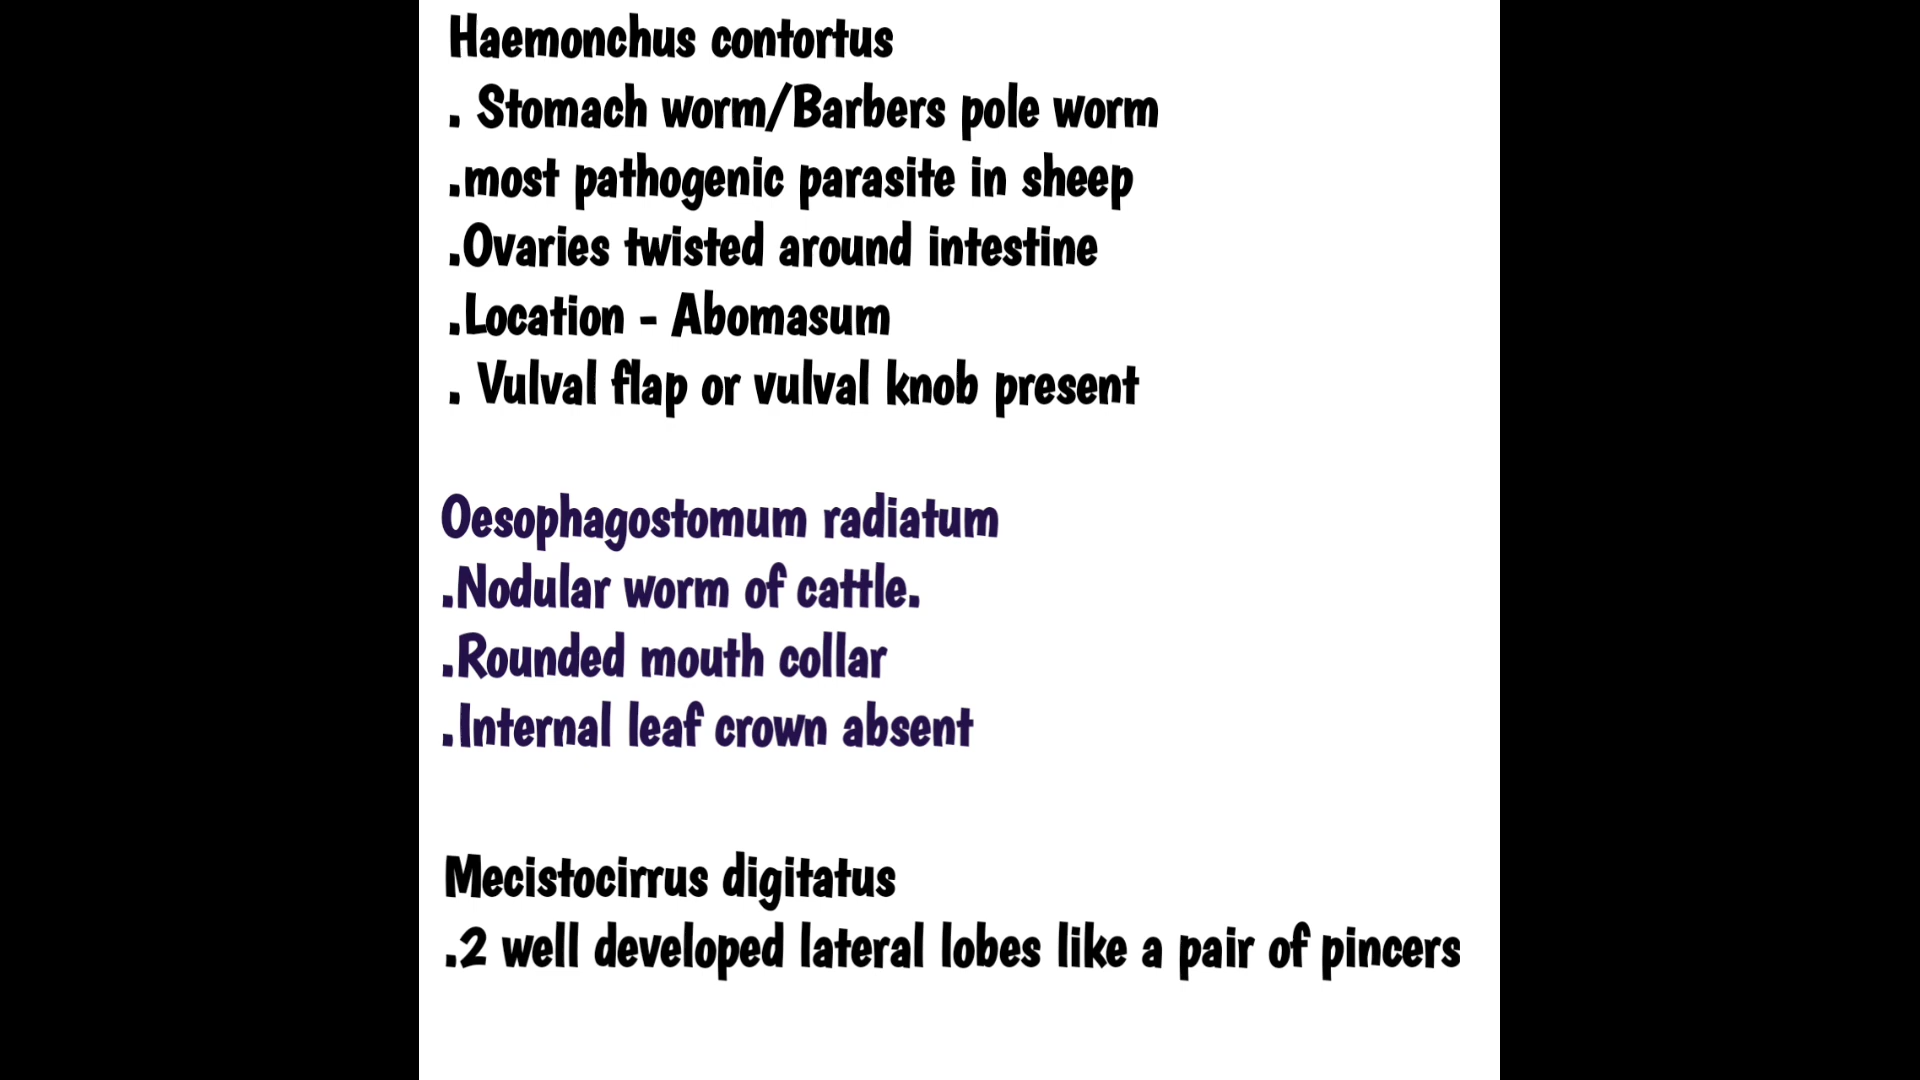 Haemonchus contortus
. Stomach worm/Barbers pole worm
.most pathogenic parasite in sheep
.Ovaries twisted around intestine
.Location - Abomasum
. Vulval flap or vulval knob present
Oesophagostomum radiatum
.Nodular worm of cattle.
.Rounded mouth collar
.Internal leaf crown absent
Mecistocirrus digitatus
.2 well developed lateral lobes like a pair of pincers